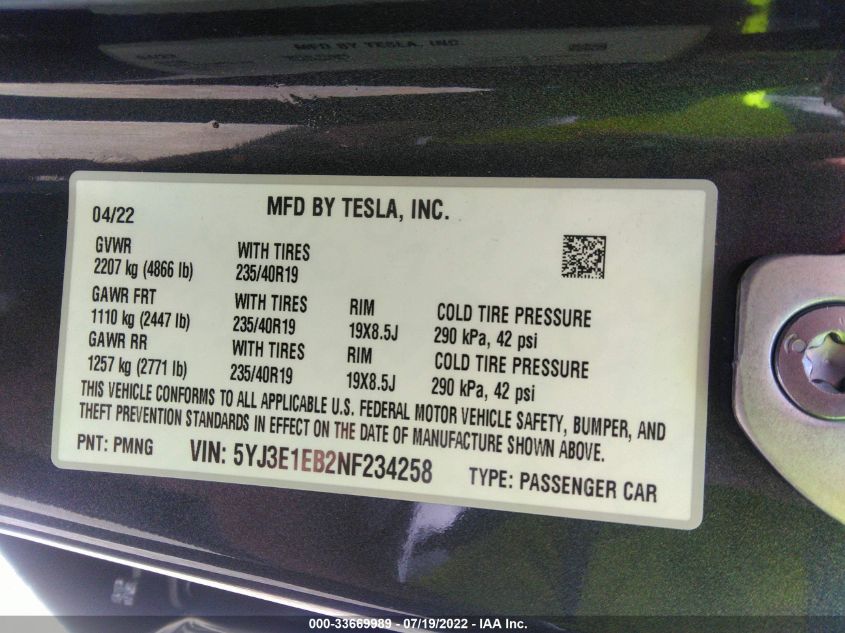 MFD BY TESLA, INC.
04/22 MFD BY TESLA, INC.
GVWR WITH TIRES
2207 kg (4866 lb) 235/40R19
GAWR FRT WITH TIRES RIM COLD TIRE PRESSURE
1110 kg (2447 lb) 235/40R19 19X8.5J 290 kPa, 42 psi
GAWR RR WITH TIRES RIM COLD TIRE PRESSURE
1257 kg (2771 lb) 235/40R19 19X8.5J 290 kPa, 42 psi
THIS VEHICLE CONFORMS TO ALL APPLICABLE U.S. FEDERAL MOTOR VEHICLE SAFETY, BUMPER, AND
THEFT PREVENTION STANDARDS IN EFFECT ON THE DATE OF MANUFACTURE SHOWN ABOVE.
PNT: PMNG VIN: 5YJ3E1EB2NF234258 TYPE: PASSENGER CAR
000-33669989 - 07/19/2022 - IAA Inc.